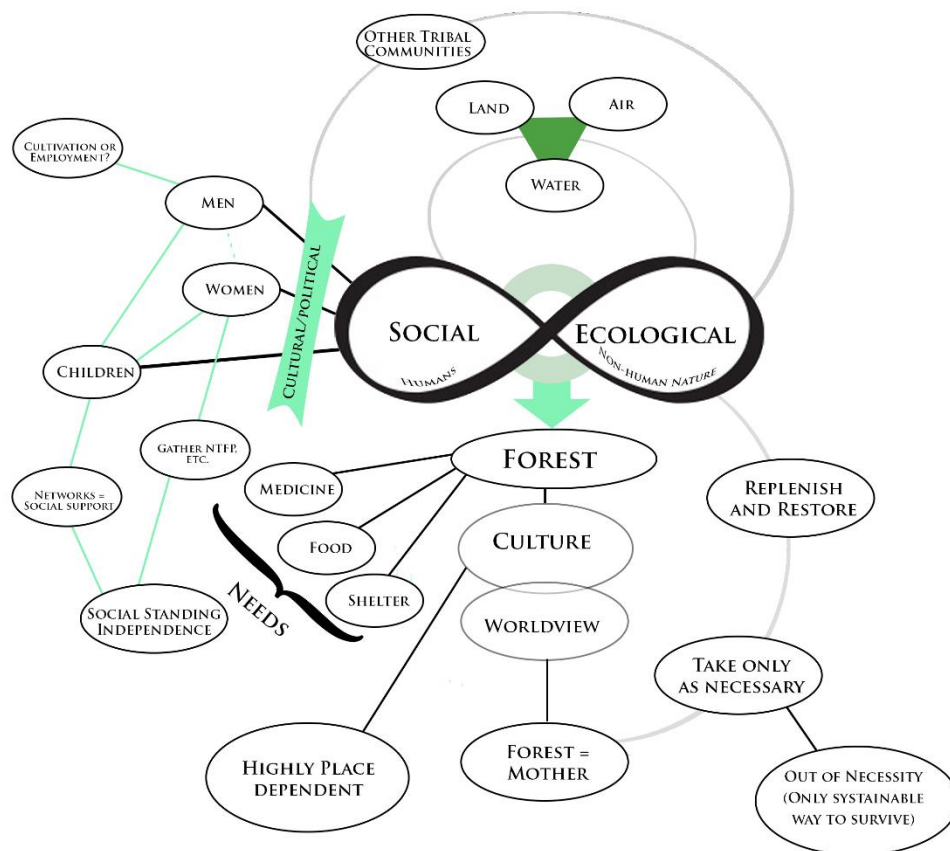 OTHER TRIBAL
COMMUNITIES
LAND
AIR
WATER
CULTIVATION OR
EMPLOYMENT?
MEN
WOMEN
CHILDREN
CULTURAL/POLITICAL
SOCIAL
HUMANS
ECOLOGICAL
NON-HUMAN NATURE
GATHER NTFP,
ETC.
NETWORKS =
SOCIAL SUPPORT
SOCIAL STANDING
INDEPENDENCE
FOREST
MEDICINE
FOOD
SHELTER
NEEDS
CULTURE
WORLDVIEW
REPLENISH
AND RESTORE
TAKE ONLY
AS NECESSARY
HIGHLY PLACE
DEPENDENT
FOREST =
MOTHER
OUT OF NECESSITY
(ONLY SYSTAINABLE
WAY TO SURVIVE)